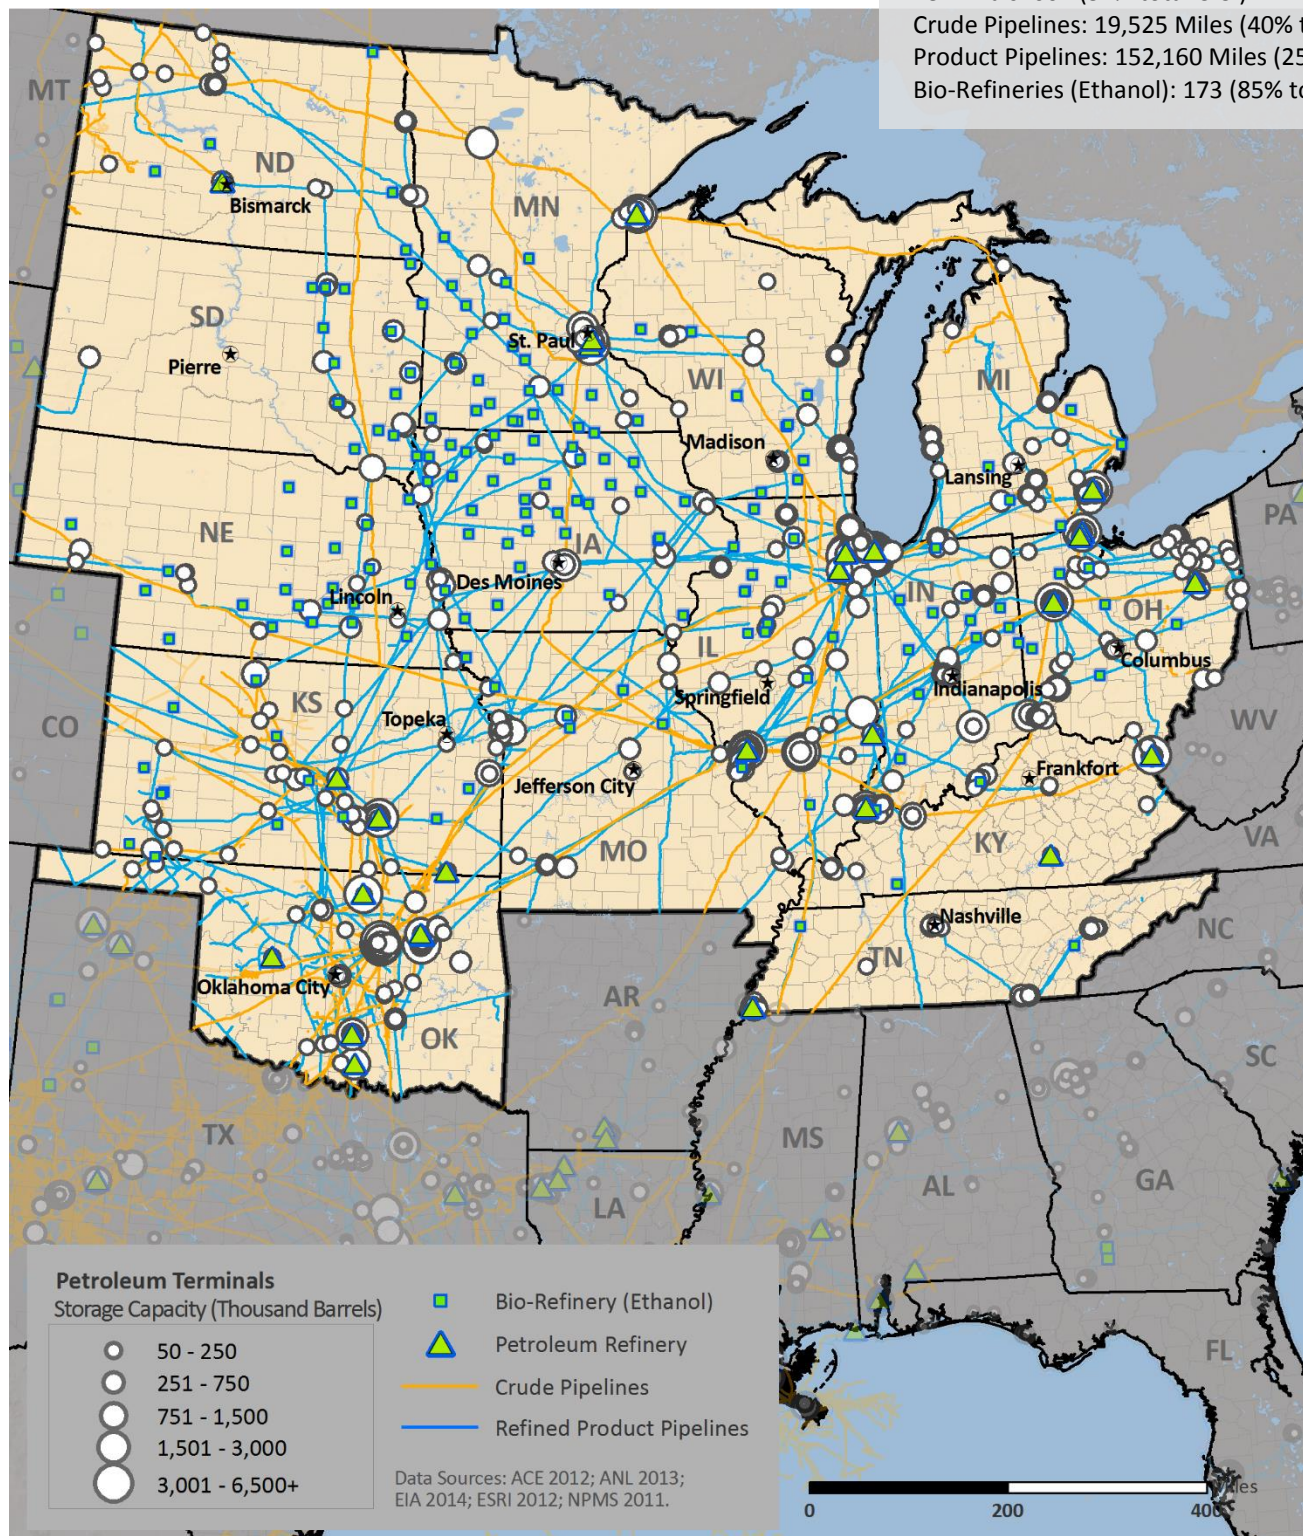 Crude Pipelines: 19,525 Miles (40% t
Product Pipelines: 152,160 Miles (25
Bio-Refineries (Ethanol): 173 (85% to
MT
ND
Bismarck
MN
SD
Pierre
St. Paul
WI
MI
Madison
Lansing
PA
NE
IA
Des Moines
Lincoln
IN
OH
IL
Columbus
Springfield
Indianapolis
KS
CO
Topeka
WV
Jefferson City
Frankfort
MO
KY
VA
Nashville
NC
TN
Oklahoma City
OK
AR
SC
TX
MS
AL
GA
LA
FL
Petroleum Terminals
Storage Capacity (Thousand Barrels)
50 - 250
251 - 750
751 - 1,500
1,501 - 3,000
3,001 - 6,500+
Bio-Refinery (Ethanol)
Petroleum Refinery
Crude Pipelines
Refined Product Pipelines
Data Sources: ACE 2012; ANL 2013;
EIA 2014; ESRI 2012; NPMS 2011.
Miles
0 200 400